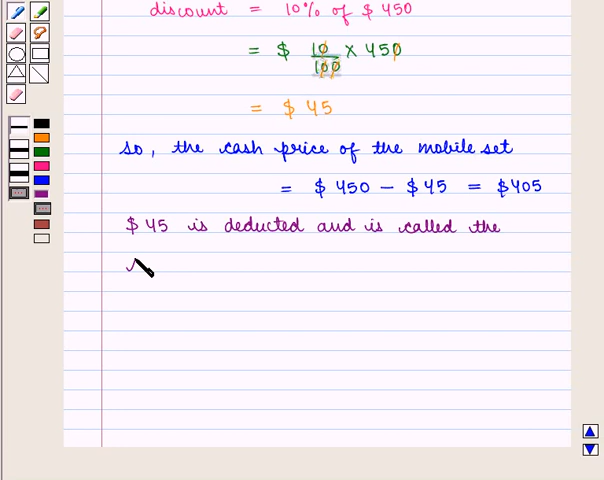 discount = 10% of $ 450
= $ 10/100 × 450
= $ 45
so, the cash price of the mobile set
= $ 450 − $ 45 = $405
$ 45 is deducted and is called the